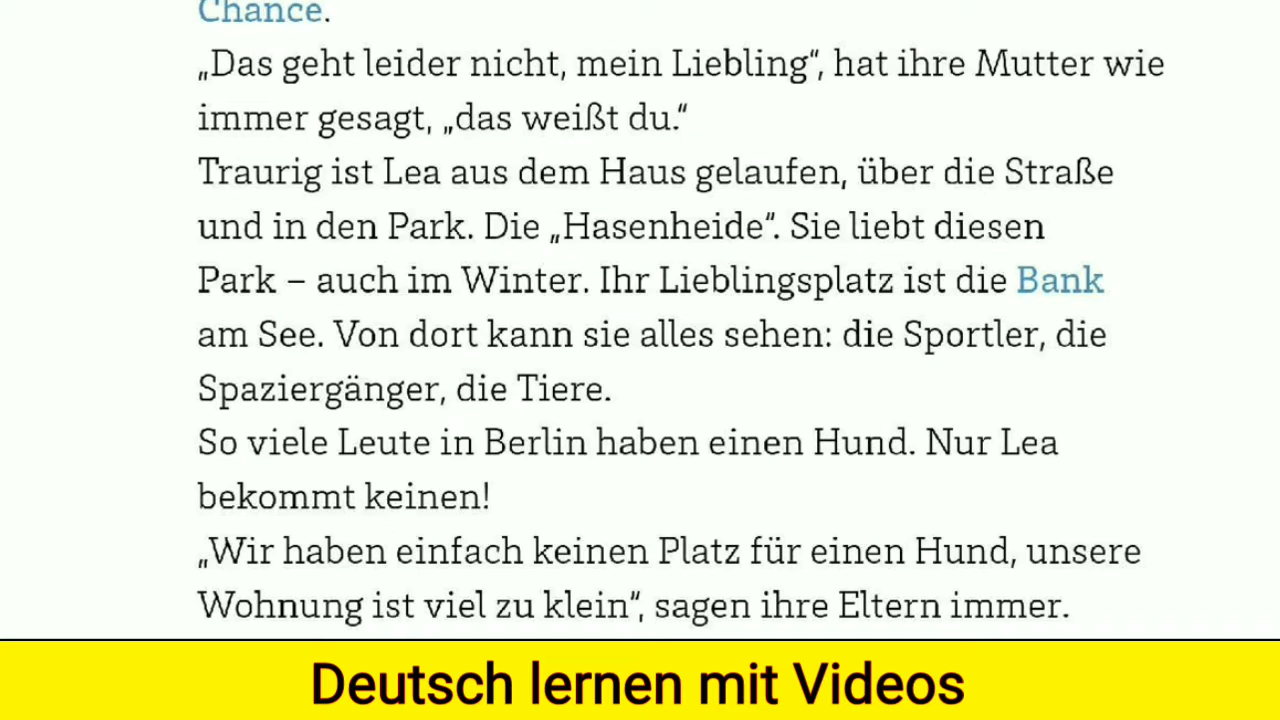 Chance.
„Das geht leider nicht, mein Liebling“, hat ihre Mutter wie
immer gesagt, „das weißt du.“
Traurig ist Lea aus dem Haus gelaufen, über die Straße
und in den Park. Die „Hasenheide“. Sie liebt diesen
Park – auch im Winter. Ihr Lieblingsplatz ist die Bank
am See. Von dort kann sie alles sehen: die Sportler, die
Spaziergänger, die Tiere.
So viele Leute in Berlin haben einen Hund. Nur Lea
bekommt keinen!
„Wir haben einfach keinen Platz für einen Hund, unsere
Wohnung ist viel zu klein“, sagen ihre Eltern immer.
Deutsch lernen mit Videos